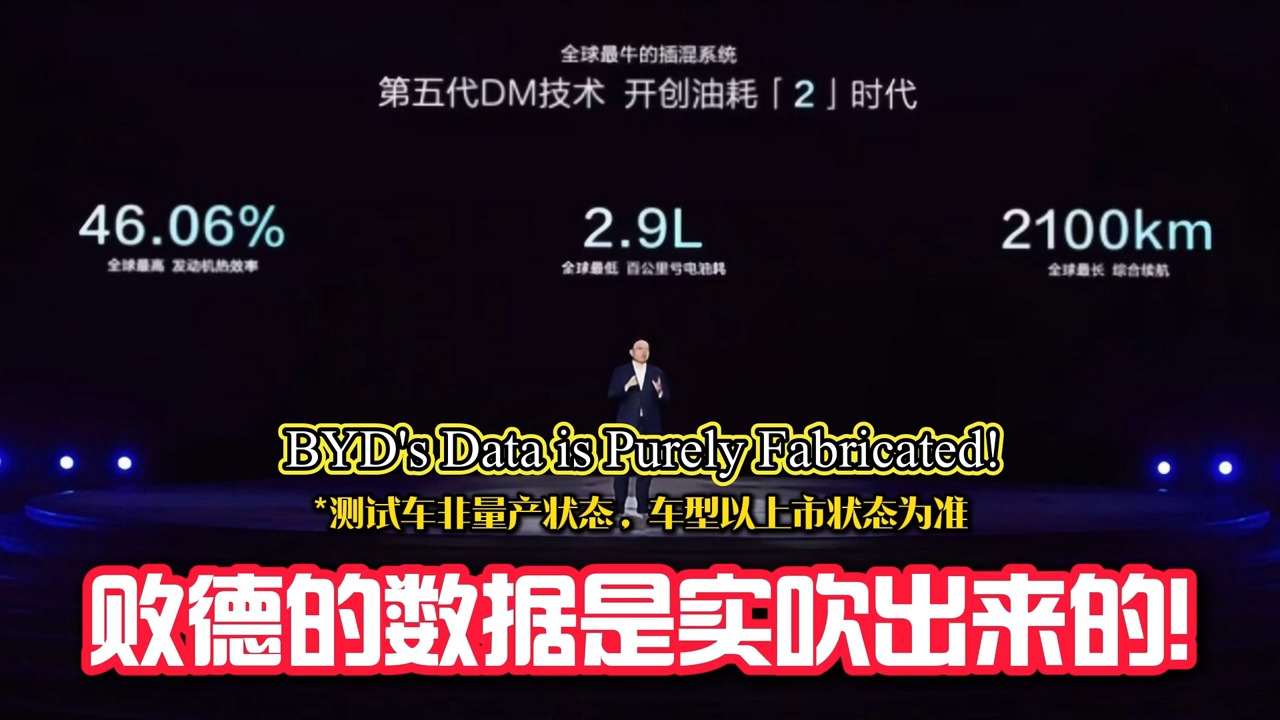 全球最牛的插混系统
第五代DM技术 开创油耗「2」时代
46.06%
全球最高 发动机热效率
2.9L
全球最低 百公里亏电油耗
2100km
全球最长 综合续航
BYD's Data is Purely Fabricated!
*测试车非量产状态，车型以上市状态为准
败德的数据是实吹出来的!